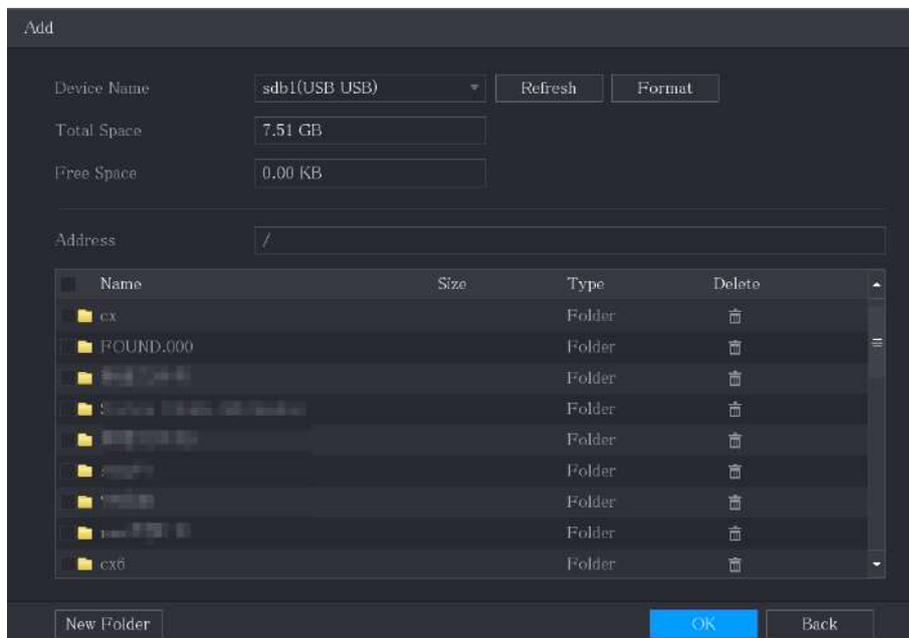 Add
Device Name sdb1(USB USB) Refresh Format
Total Space 7.51 GB
Free Space 0.00 KB
Address /
Name Size Type Delete
cx Folder
FOUND.000 Folder
Folder
Folder
Folder
Folder
Folder
Folder
cx6 Folder
New Folder OK Back